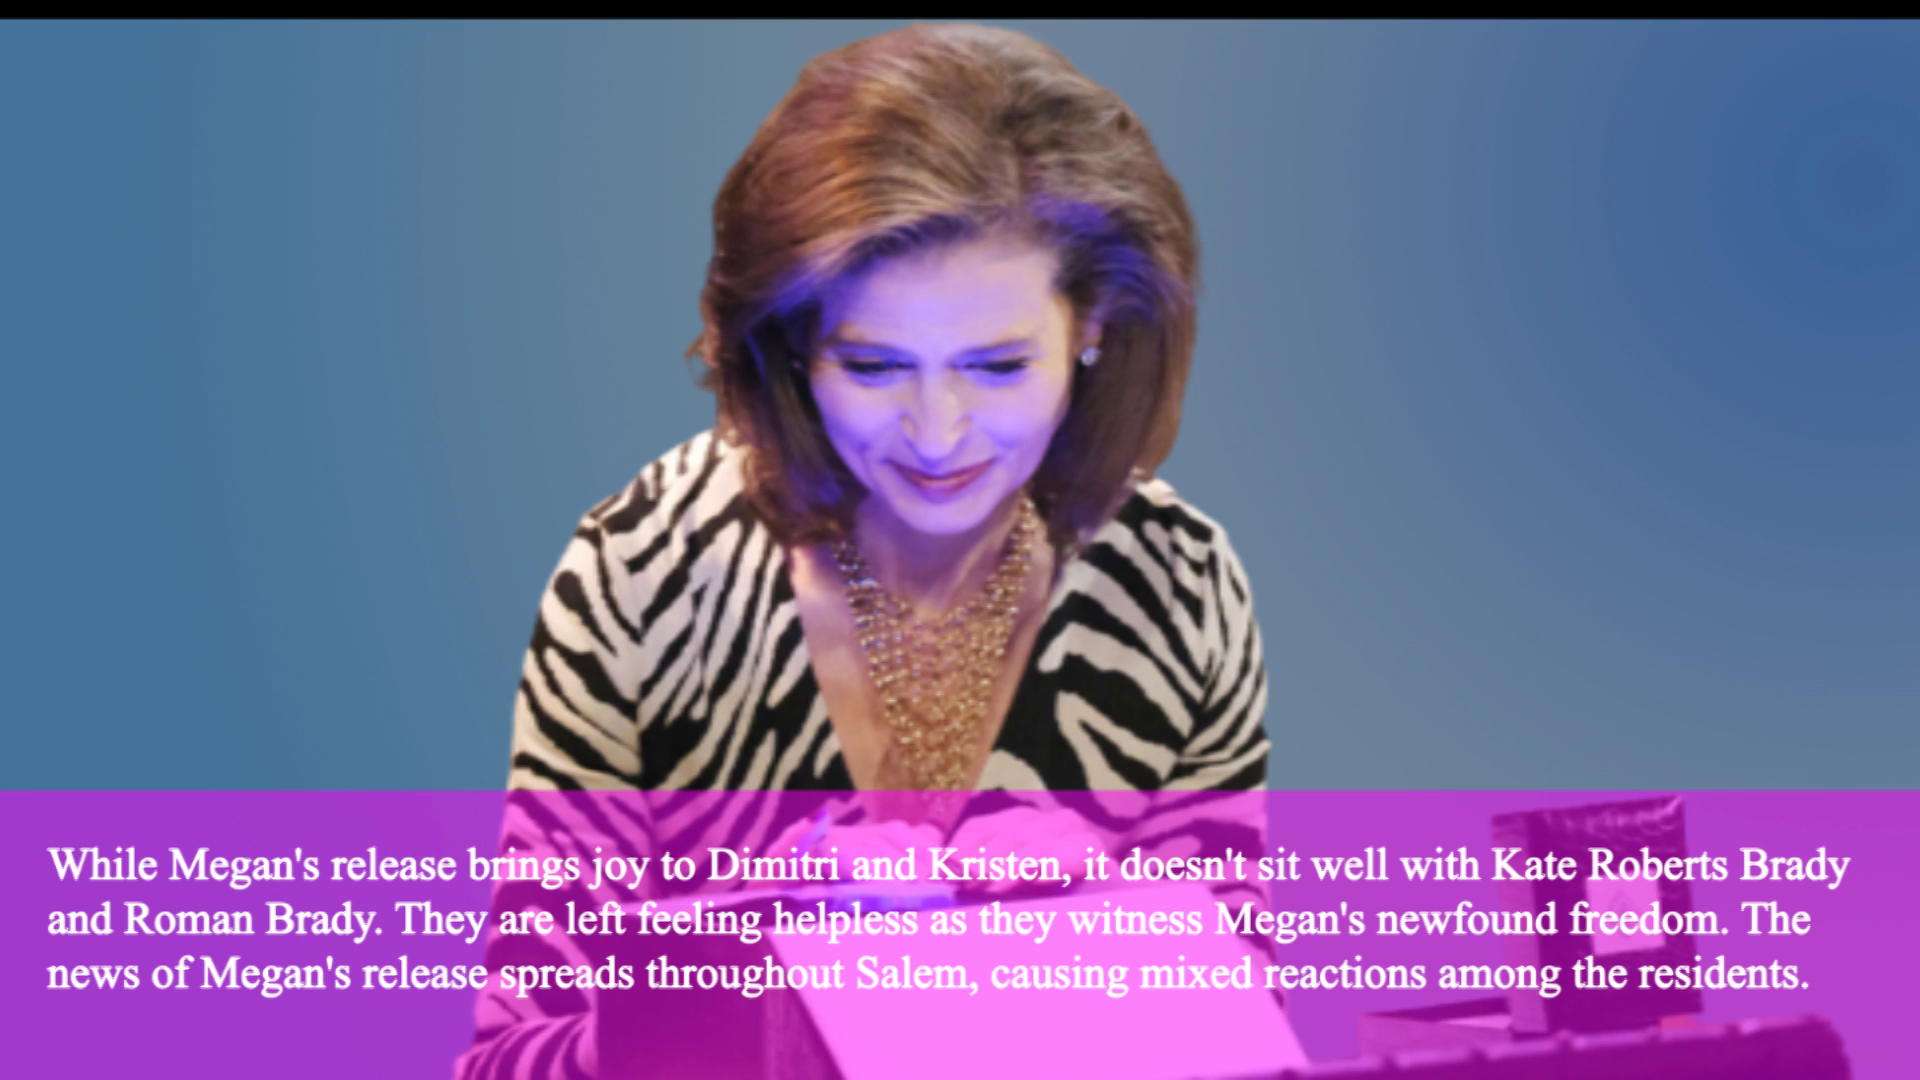 While Megan's release brings joy to Dimitri and Kristen, it doesn't sit well with Kate Roberts Brady
and Roman Brady. They are left feeling helpless as they witness Megan's newfound freedom. The
news of Megan's release spreads throughout Salem, causing mixed reactions among the residents.